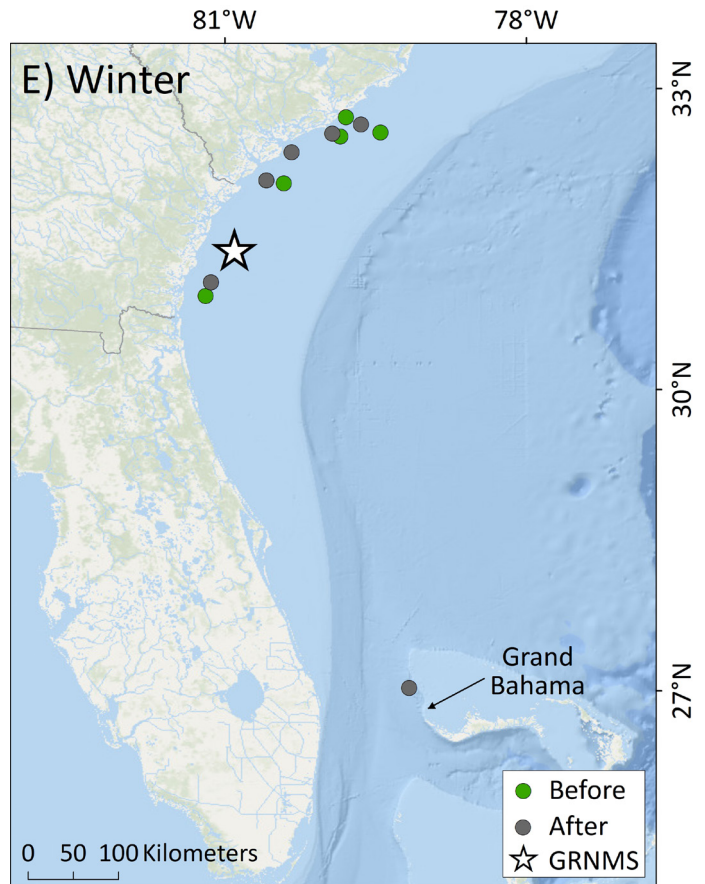 81°W 78°W
E) Winter
33°N
30°N
27°N
Grand
Bahama
Before
After
GRNMS
0 50 100 Kilometers